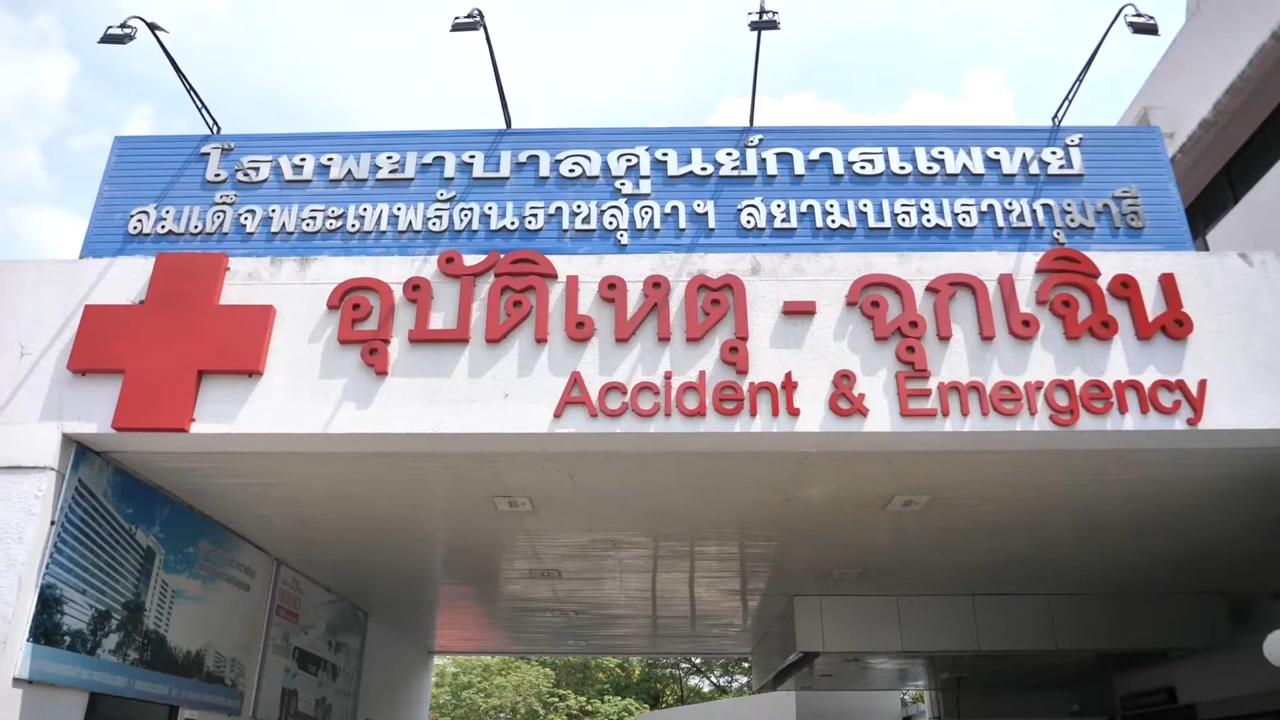 โรงพยาบาลศูนย์การแพทย์
สมเด็จพระเทพรัตนราชสุดาฯ สยามบรมราชกุมารี
อุบัติเหตุ - ฉุกเฉิน
Accident & Emergency